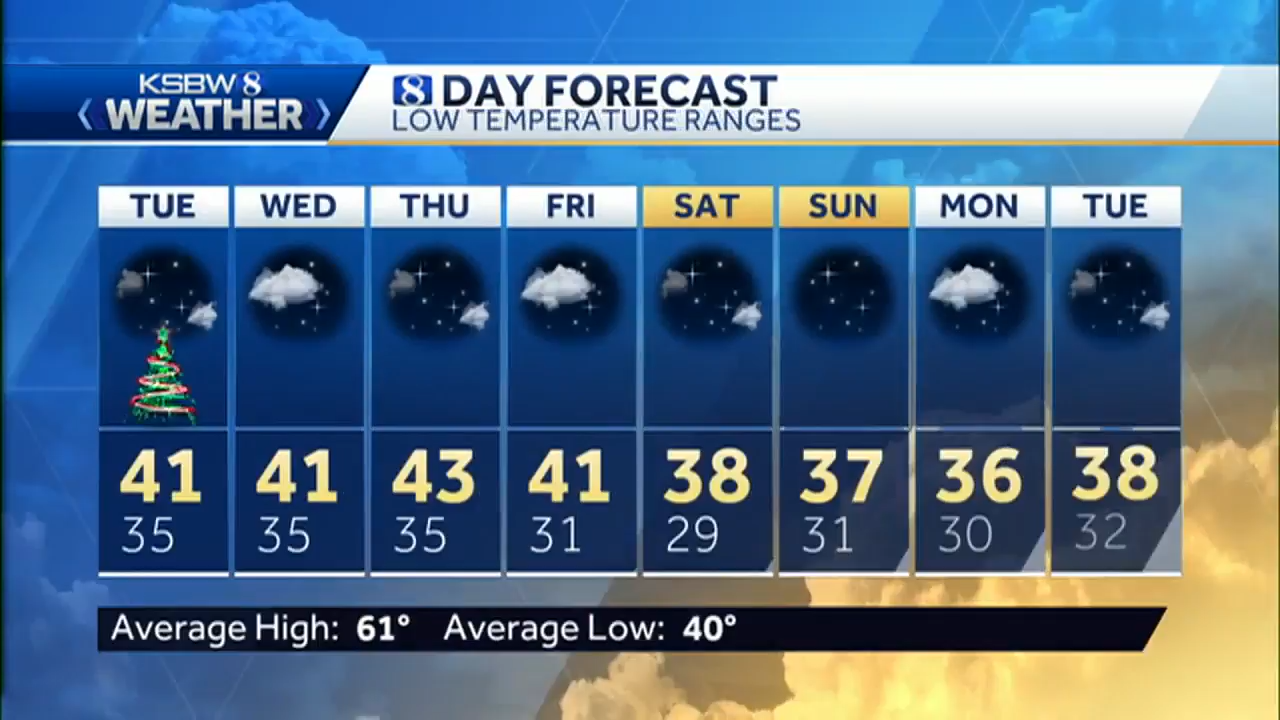 KSBW 8
WEATHER
8 DAY FORECAST
LOW TEMPERATURE RANGES
TUE WED THU FRI SAT SUN MON TUE
41 41 43 41 38 37 36 38
35 35 35 31 29 31 30 32
Average High: 61° Average Low: 40°